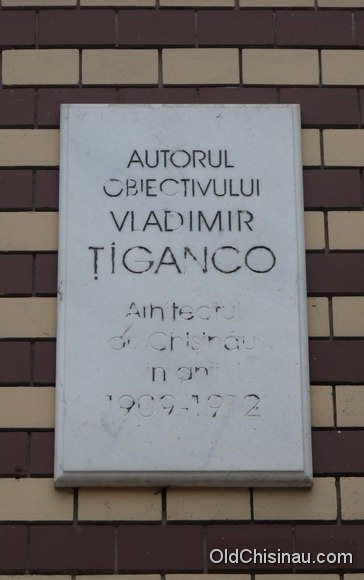 AUTORUL
OBIECTIVULUI
VLADIMIR
ȚIGANCO
Arhitectul
Chișinău
în anii
1909-1912
OldChisinau.com